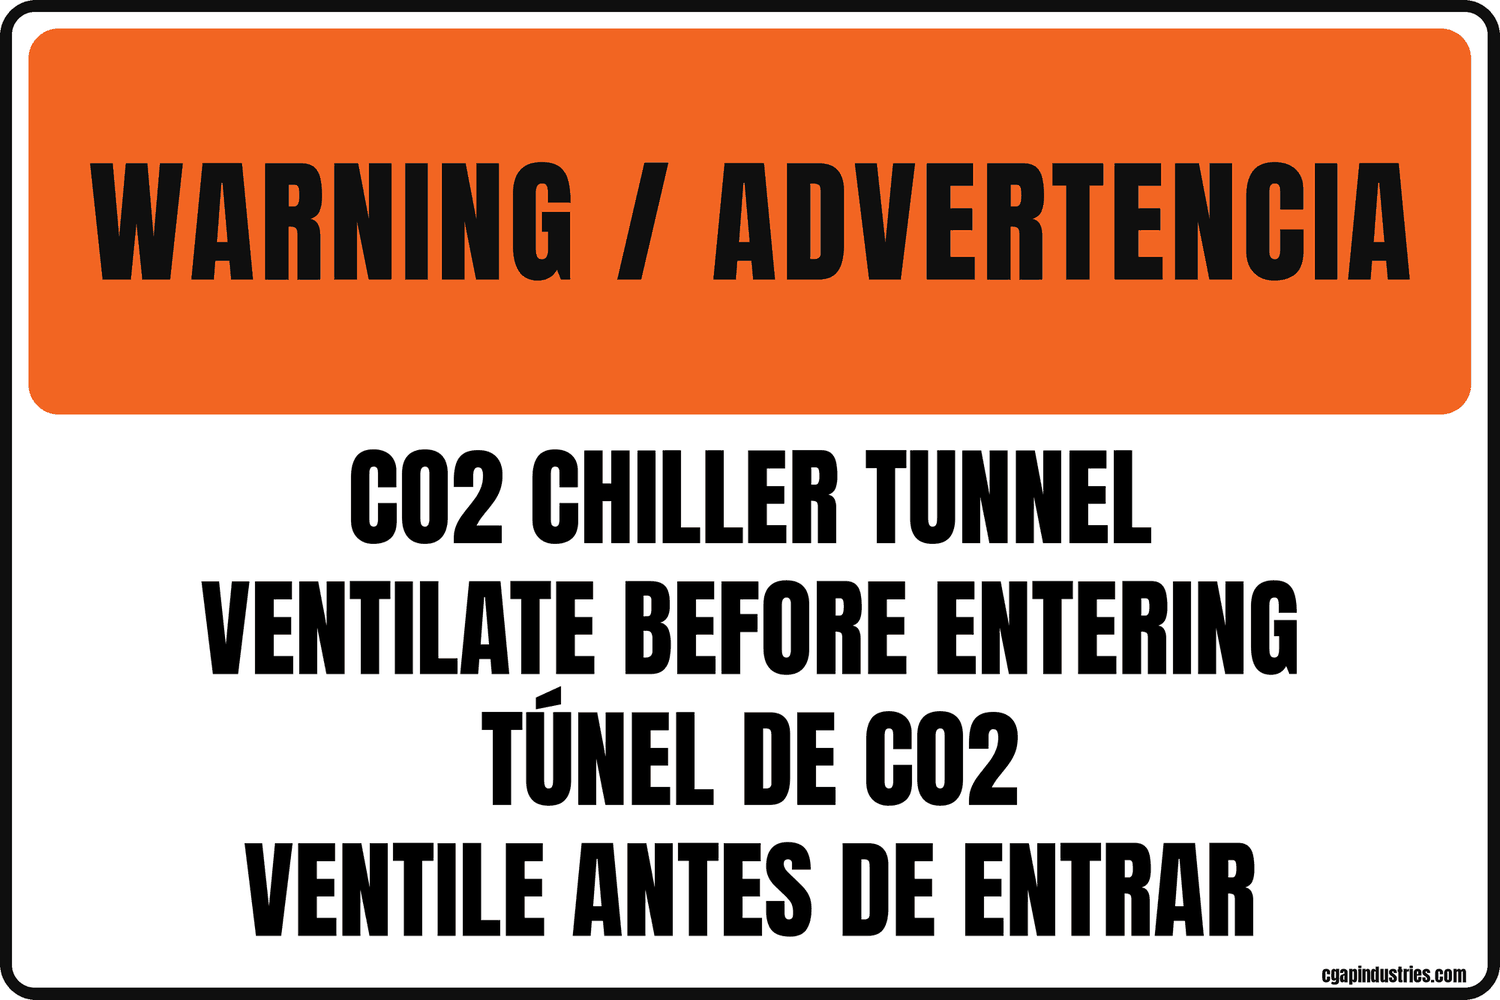 WARNING / ADVERTENCIA
CO2 CHILLER TUNNEL
VENTILATE BEFORE ENTERING
TÚNEL DE CO2
VENTILE ANTES DE ENTRAR
cgapindustries.com